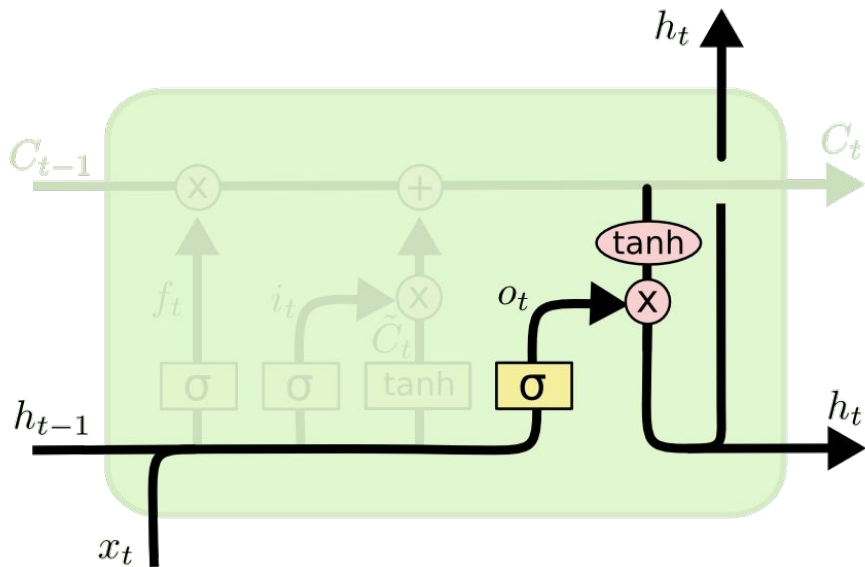 h_t
C_{t-1}
C_t
x
+
tanh
f_t
i_t
x
o_t
x
C̃_t
σ
σ
tanh
σ
h_{t-1}
h_t
x_t